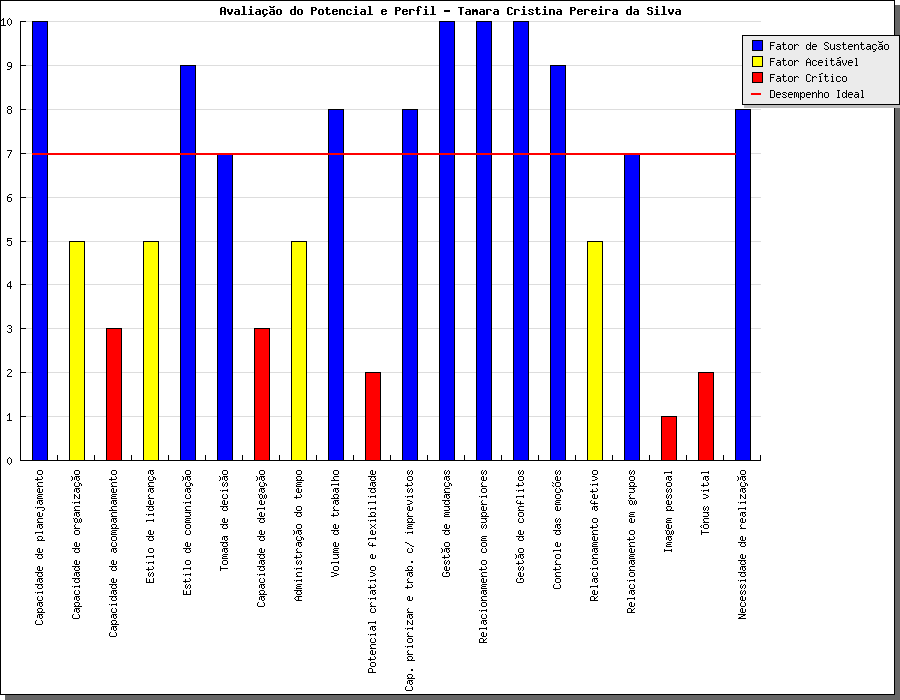 Avaliação do Potencial e Perfil - Tamara Cristina Pereira da Silva
Fator de Sustentação
Fator Aceitável
Fator Crítico
Desempenho Ideal
10
9
8
7
6
5
4
3
2
1
0
Capacidade de planejamento
Capacidade de organização
Capacidade de acompanhamento
Estilo de liderança
Estilo de comunicação
Tomada de decisão
Capacidade de delegação
Administração do tempo
Volume de trabalho
Potencial criativo e flexibilidade
Cap. priorizar e trab. c/ imprevistos
Gestão de mudanças
Relacionamento com superiores
Gestão de conflitos
Controle das emoções
Relacionamento afetivo
Relacionamento em grupos
Imagem pessoal
Tônus vital
Necessidade de realização